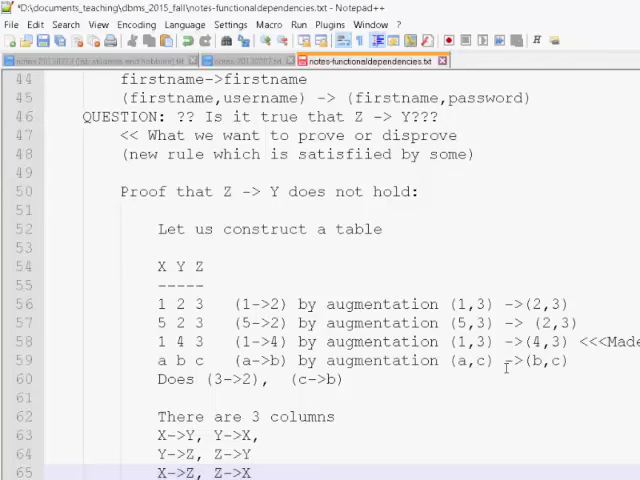 *D:\documents_teaching\dbms_2015_fall\notes-functionaldependencies.txt - Notepad++
File Edit Search View Encoding Language Settings Macro Run Plugins Window ?
notes-functionaldependencies.txt
44 firstname->firstname
45 (firstname,username) -> (firstname,password)
46 QUESTION: ?? Is it true that Z -> Y???
47 << What we want to prove or disprove
48 (new rule which is satisfiied by some)
49
50 Proof that Z -> Y does not hold:
51
52 Let us construct a table
53
54 X Y Z
55 -----
56 1 2 3 (1->2) by augmentation (1,3) ->(2,3)
57 5 2 3 (5->2) by augmentation (5,3) -> (2,3)
58 1 4 3 (1->4) by augmentation (1,3) ->(4,3) <<<Made
59 a b c (a->b) by augmentation (a,c) ->(b,c)
60 Does (3->2), (c->b)
61
62 There are 3 columns
63 X->Y, Y->X,
64 Y->Z, Z->Y
65 X->Z, Z->X